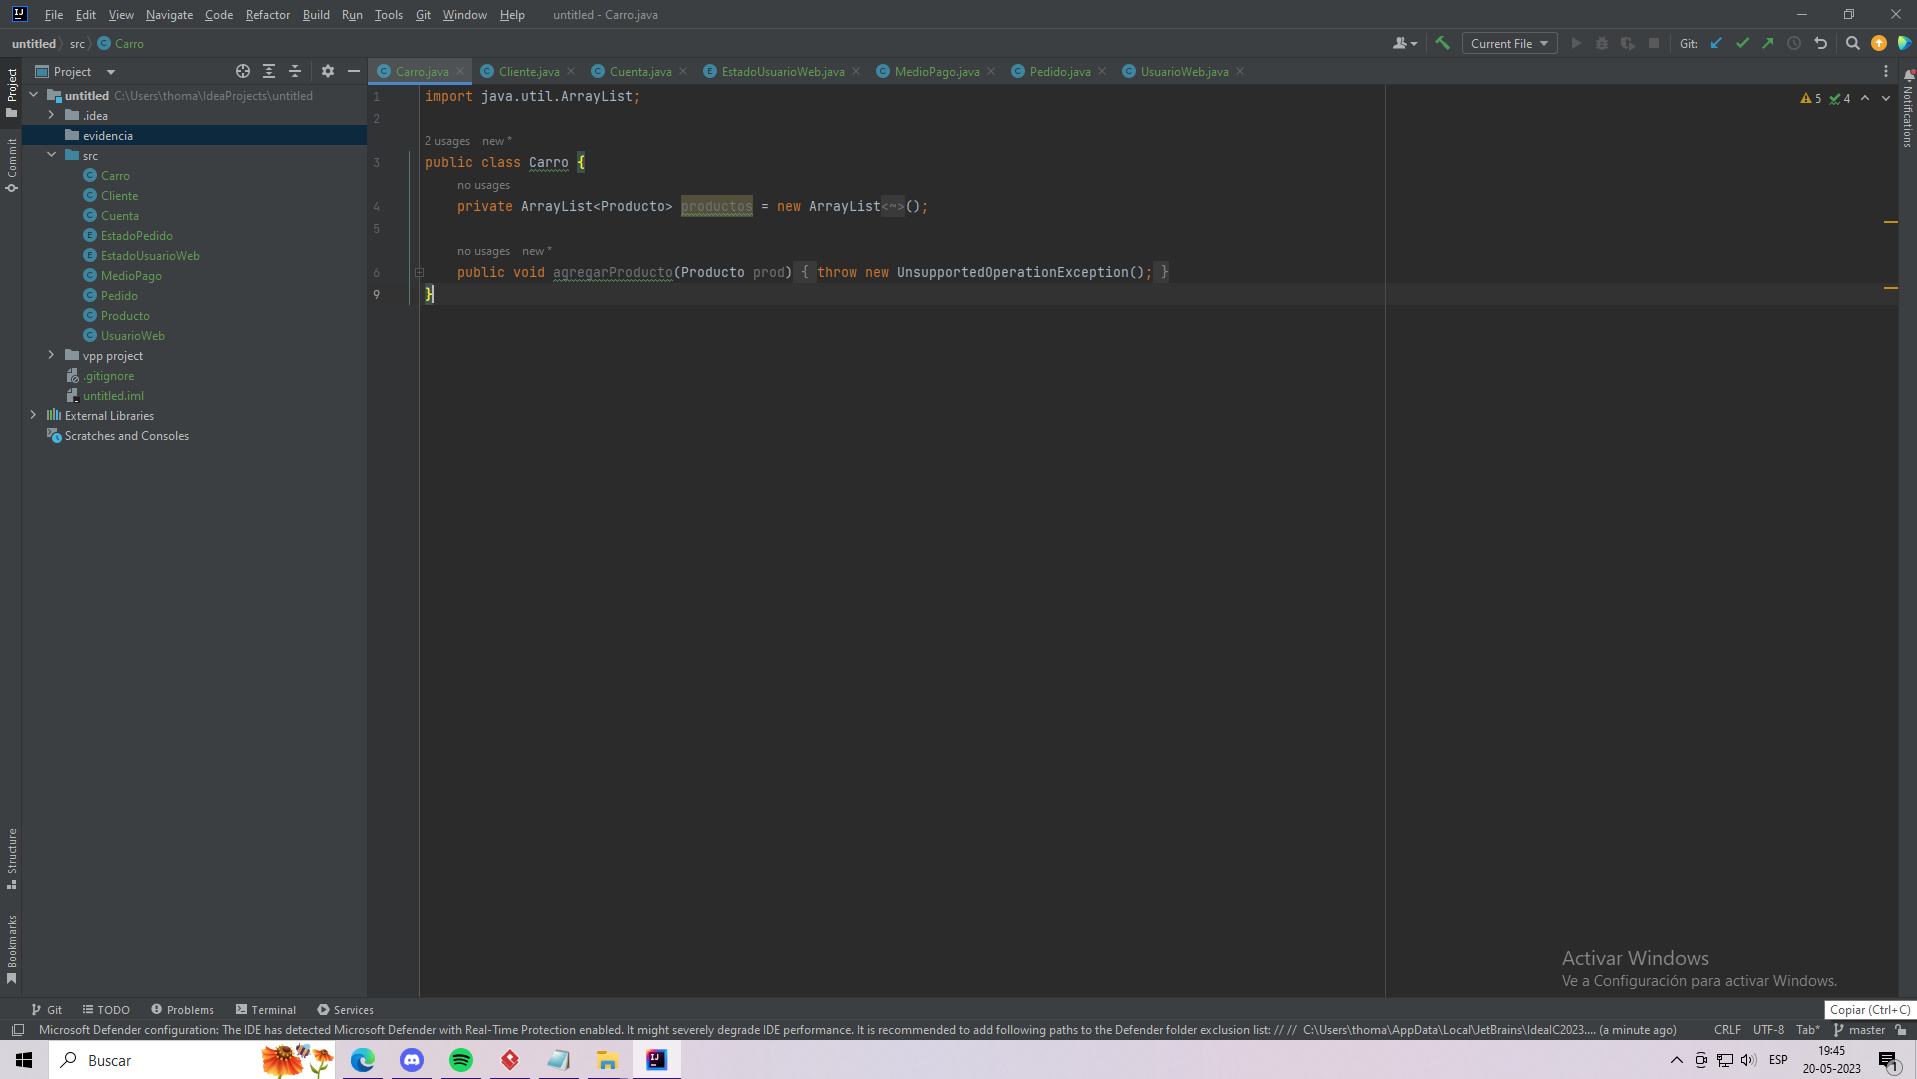 File Edit View Navigate Code Refactor Build Run Tools Git Window Help untitled - Carro.java
untitled src Carro
Current File Git:
Project
Carro.java Cliente.java Cuenta.java EstadoUsuarioWeb.java MedioPago.java Pedido.java UsuarioWeb.java
untitled C:\Users\thoma\IdeaProjects\untitled
.idea
evidencia
src
Carro
Cliente
Cuenta
EstadoPedido
EstadoUsuarioWeb
MedioPago
Pedido
Producto
UsuarioWeb
vpp project
.gitignore
untitled.iml
External Libraries
Scratches and Consoles
Project
Commit
Structure
Bookmarks
1 import java.util.ArrayList;
2
2 usages new *
3 public class Carro {
no usages
4 private ArrayList<Producto> productos = new ArrayList<~>();
5
no usages new *
6 public void agregarProducto(Producto prod) { throw new UnsupportedOperationException(); }
9 }
5 4
Notifications
Activar Windows
Ve a Configuración para activar Windows.
Copiar (Ctrl+C)
Git TODO Problems Terminal Services
Microsoft Defender configuration: The IDE has detected Microsoft Defender with Real-Time Protection enabled. It might severely degrade IDE performance. It is recommended to add following paths to the Defender folder exclusion list: // // C:\Users\thoma\AppData\Local\JetBrains\IdeaIC2023.... (a minute ago) CRLF UTF-8 Tab* master
Buscar
ESP
19:45
20-05-2023
1